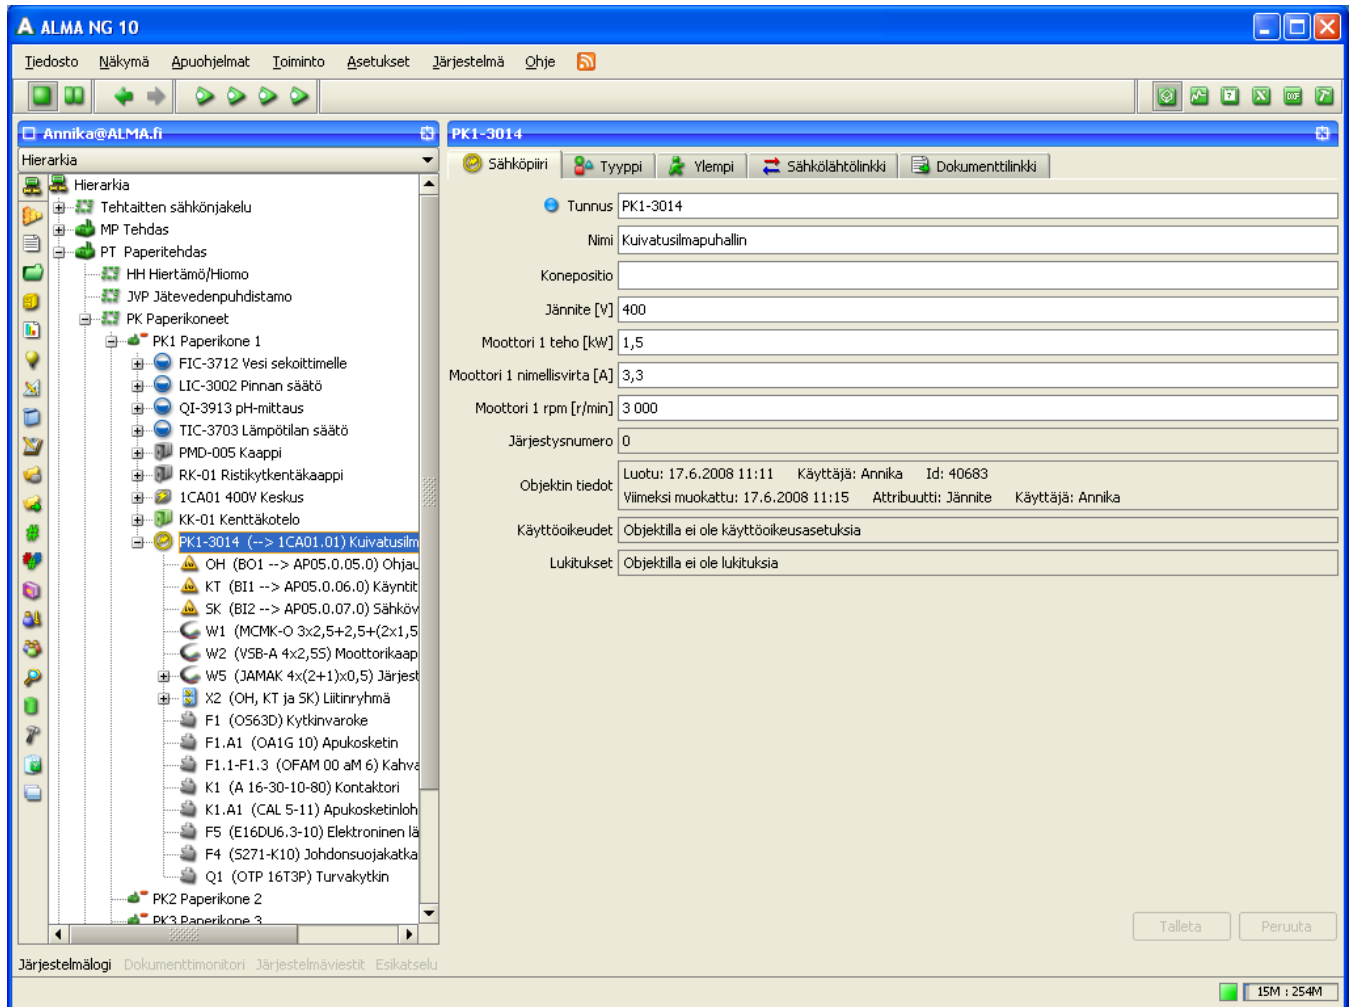 ALMA NG 10
Tiedosto Näkymä Apuohjelmat Toiminto Asetukset Järjestelmä Ohje
Annika@ALMA.fi
Hierarkia
Hierarkia
Tehtaitten sähkönjakelu
MP Tehdas
PT Paperitehdas
HH Hiertämö/Hiomo
JVP Jätevedenpuhdistamo
PK Paperikoneet
PK1 Paperikone 1
FIC-3712 Vesi sekoittimelle
LIC-3002 Pinnan säätö
QI-3913 pH-mittaus
TIC-3703 Lämpötilan säätö
PMD-005 Kaappi
RK-01 Ristikytkentäkaappi
1CA01 400V Keskus
KK-01 Kenttäkotelo
PK1-3014 (--> 1CA01.01) Kuivatusilm
OH (BO1 --> AP05.0.05.0) Ohjau
KT (BI1 --> AP05.0.06.0) Käyntit
SK (BI2 --> AP05.0.07.0) Sähköv
W1 (MCMK-O 3x2,5+2,5+(2x1,5
W2 (VSB-A 4x2,5S) Moottorikaap
W5 (JAMAK 4x(2+1)x0,5) Järjest
X2 (OH, KT ja SK) Liitinryhmä
F1 (OS63D) Kytkinvaroke
F1.A1 (OA1G 10) Apukosketin
F1.1-F1.3 (OFAM 00 aM 6) Kahva
K1 (A 16-30-10-80) Kontaktori
K1.A1 (CAL 5-11) Apukosketinloh
F5 (E16DU6.3-10) Elektroninen lä
F4 (S271-K10) Johdonsuojakatka
Q1 (OTP 16T3P) Turvakytkin
PK2 Paperikone 2
PK3 Paperikone 3
PK1-3014
Sähköpiiri Tyyppi Ylempi Sähkölähtölinkki Dokumenttilinkki
Tunnus PK1-3014
Nimi Kuivatusilmapuhallin
Konepositio
Jännite [V] 400
Moottori 1 teho [kW] 1,5
Moottori 1 nimellisvirta [A] 3,3
Moottori 1 rpm [r/min] 3 000
Järjestysnumero 0
Objektin tiedot Luotu: 17.6.2008 11:11 Käyttäjä: Annika Id: 40683
Viimeksi muokattu: 17.6.2008 11:15 Attribuutti: Jännite Käyttäjä: Annika
Käyttöoikeudet Objektilla ei ole käyttöoikeusasetuksia
Lukitukset Objektilla ei ole lukituksia
Talleta Peruuta
Järjestelmälogi Dokumenttimonitori Järjestelmäviestit Esikatselu
15M : 254M